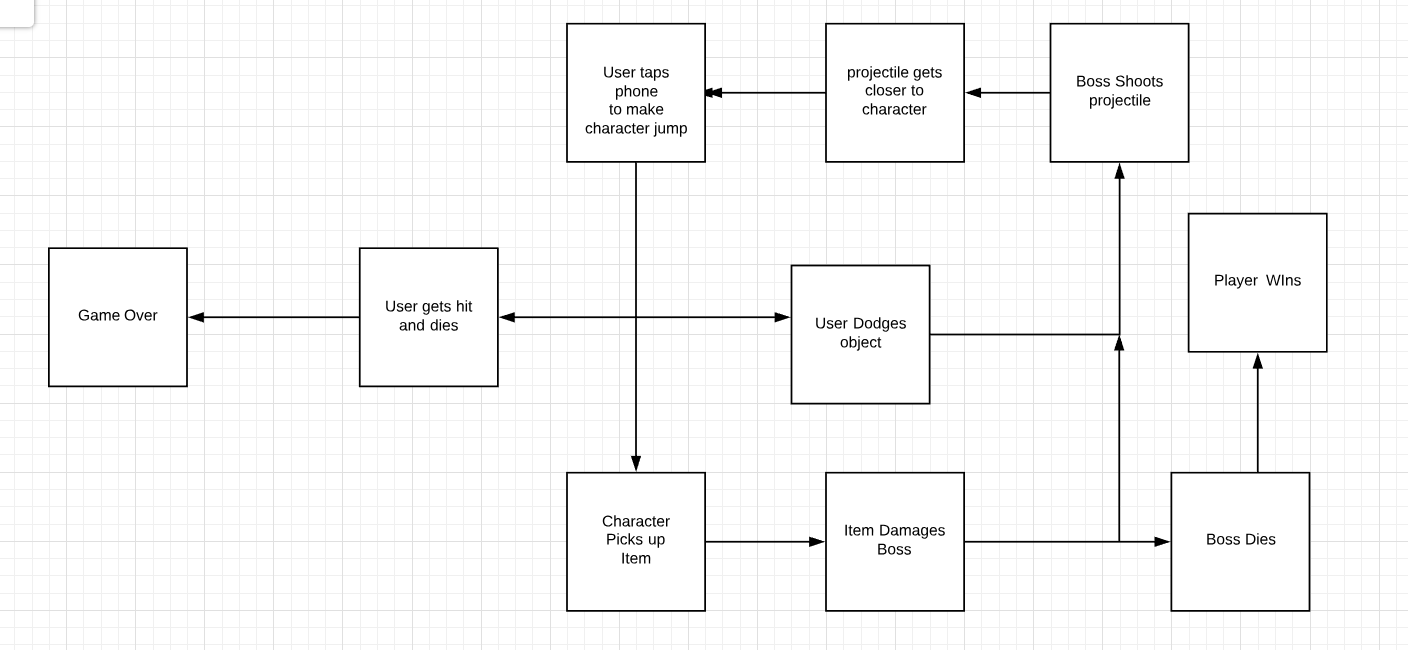 User taps
phone
to make
character jump
projectile gets
closer to
character
Boss Shoots
projectile
Game Over
User gets hit
and dies
User Dodges
object
Player  WIns
Character
Picks up
Item
Item Damages
Boss
Boss Dies